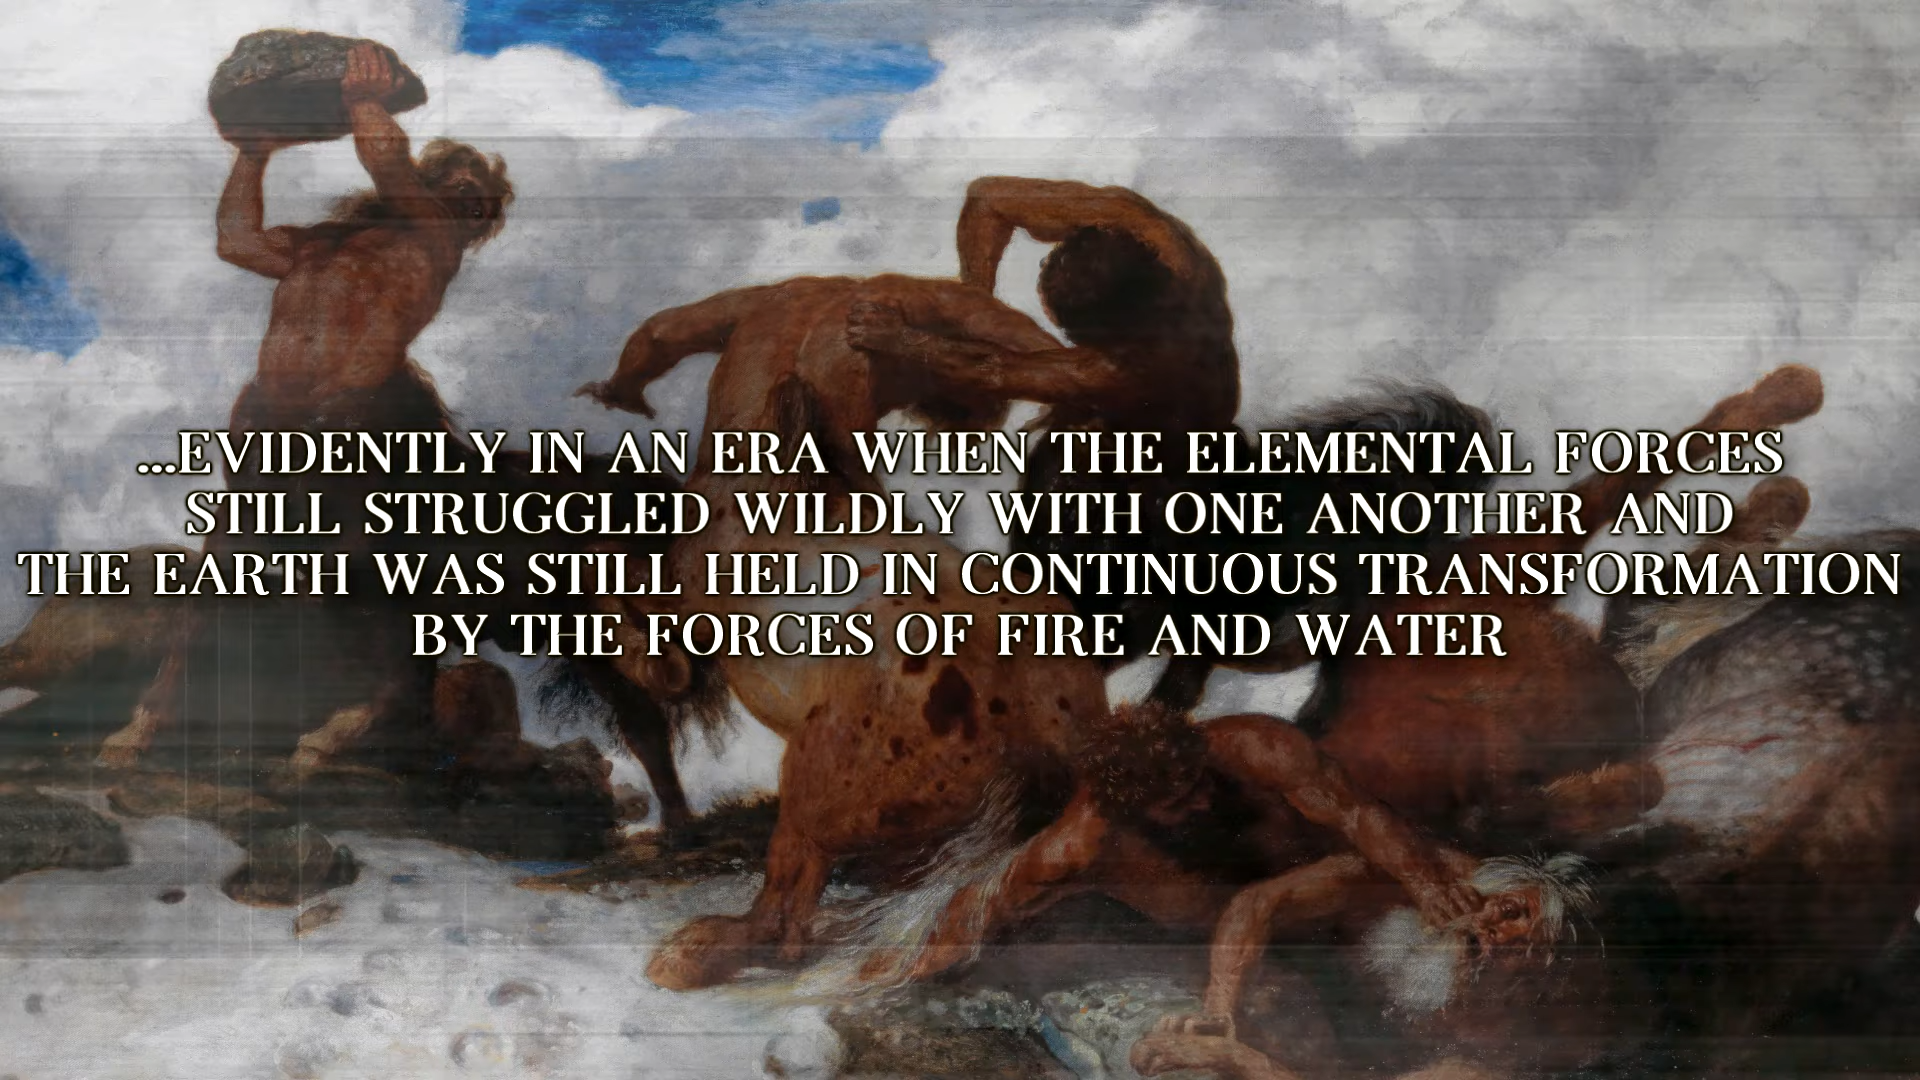 ...EVIDENTLY IN AN ERA WHEN THE ELEMENTAL FORCES
STILL STRUGGLED WILDLY WITH ONE ANOTHER AND
THE EARTH WAS STILL HELD IN CONTINUOUS TRANSFORMATION
BY THE FORCES OF FIRE AND WATER